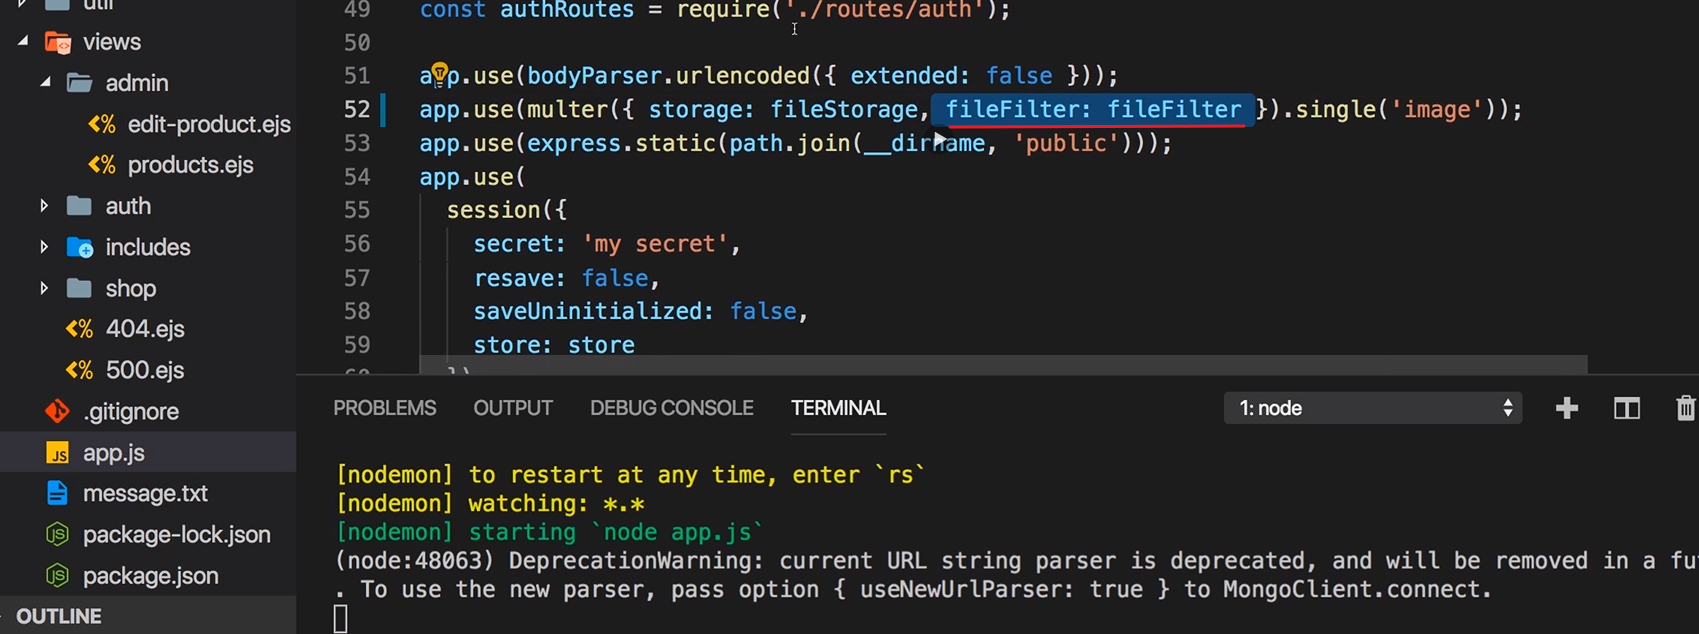 util
views
admin
edit-product.ejs
products.ejs
auth
includes
shop
404.ejs
500.ejs
.gitignore
JS app.js
message.txt
package-lock.json
package.json
OUTLINE
49 const authRoutes = require('./routes/auth');
50
51 app.use(bodyParser.urlencoded({ extended: false }));
52 app.use(multer({ storage: fileStorage, fileFilter: fileFilter }).single('image'));
53 app.use(express.static(path.join(__dirname, 'public')));
54 app.use(
55 session({
56 secret: 'my secret',
57 resave: false,
58 saveUninitialized: false,
59 store: store
60 })
PROBLEMS OUTPUT DEBUG CONSOLE TERMINAL 1: node
[nodemon] to restart at any time, enter `rs`
[nodemon] watching: *.*
[nodemon] starting `node app.js`
(node:48063) DeprecationWarning: current URL string parser is deprecated, and will be removed in a fut
. To use the new parser, pass option { useNewUrlParser: true } to MongoClient.connect.